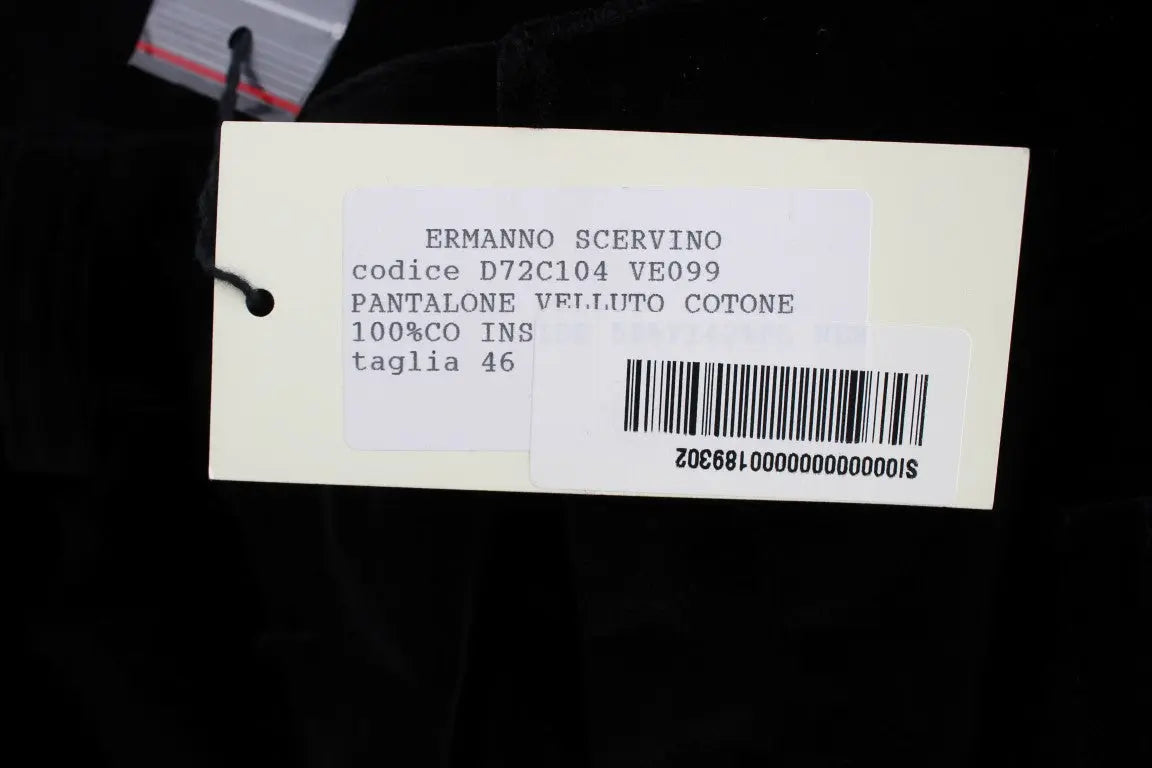 ERMANNO SCERVINO
codice D72C104 VE099
PANTALONE VELLUTO COTONE
100%CO INS
taglia 46
SI000000000000189302